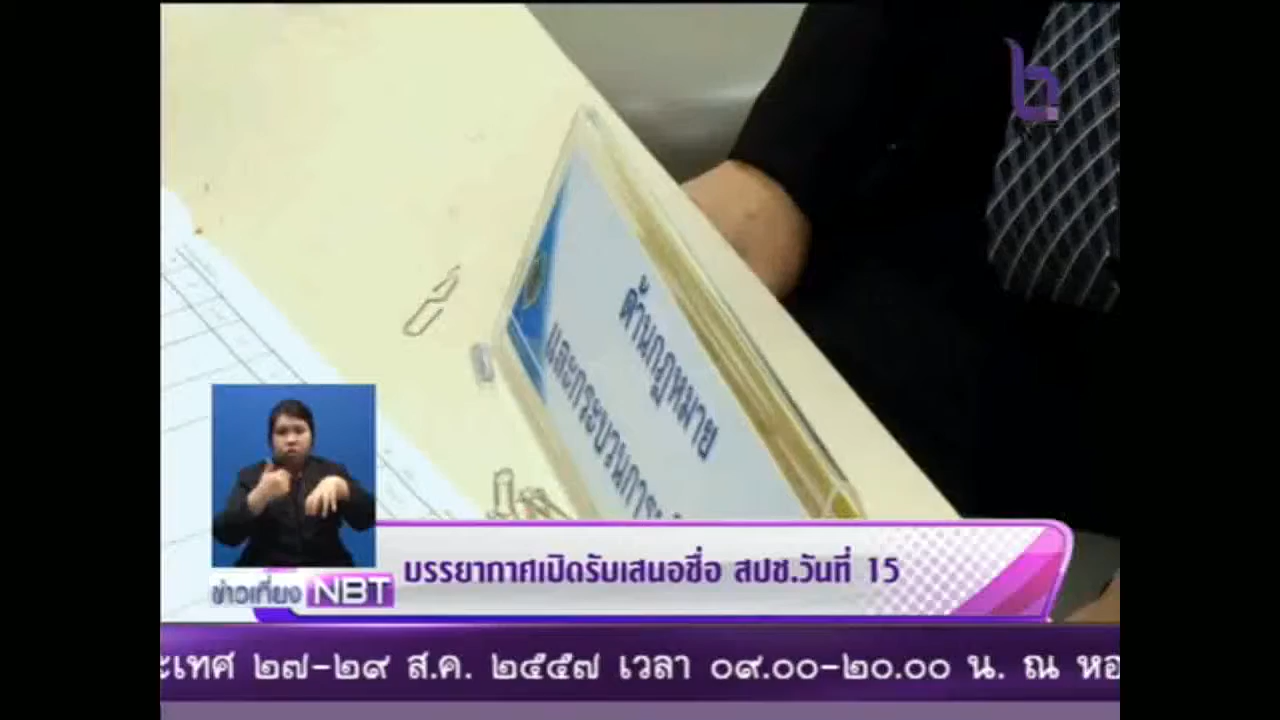 ด้านกฎหมาย
และกระบวนการ
บรรยากาศเปิดรับเสนอชื่อ สปช.วันที่ 15
ข่าวเที่ยง NBT
ะเทศ ๒๗-๒๙ ส.ค. ๒๕๕๗ เวลา ๐๙.๐๐-๒๐.๐๐ น. ณ หอ